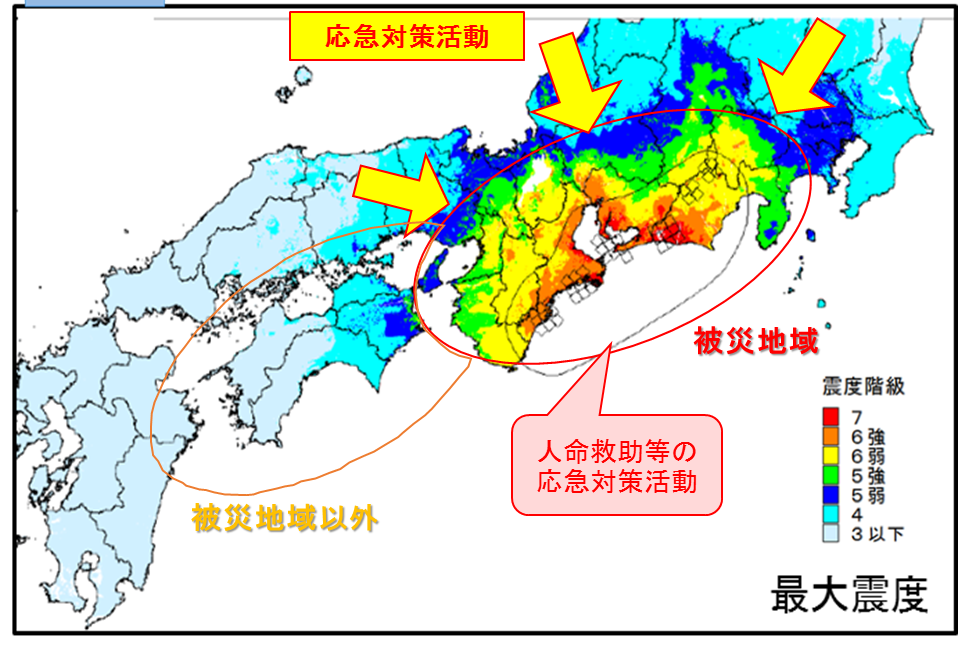 応急対策活動
被災地域
震度階級
7
6強
6弱
5強
5弱
4
3以下
人命救助等の
応急対策活動
被災地域以外
最大震度